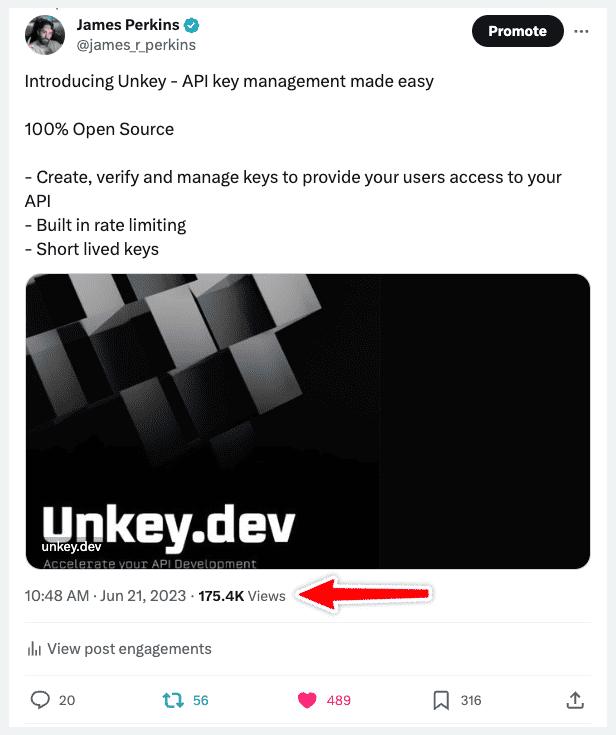 James Perkins
@james_r_perkins
Promote
Introducing Unkey - API key management made easy
100% Open Source
- Create, verify and manage keys to provide your users access to your
API
- Built in rate limiting
- Short lived keys
Unkey.dev
unkey.dev
Accelerate your API Development
10:48 AM · Jun 21, 2023 · 175.4K Views
View post engagements
20 56 489 316